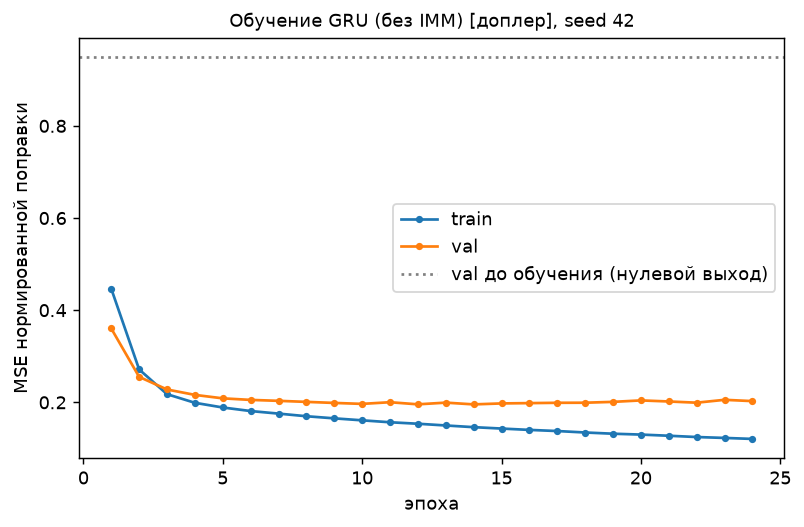 Обучение GRU (без IMM) [доплер], seed 42
MSE нормированной поправки
0.8
0.6
0.4
0.2
train
val
val до обучения (нулевой выход)
0 5 10 15 20 25
эпоха